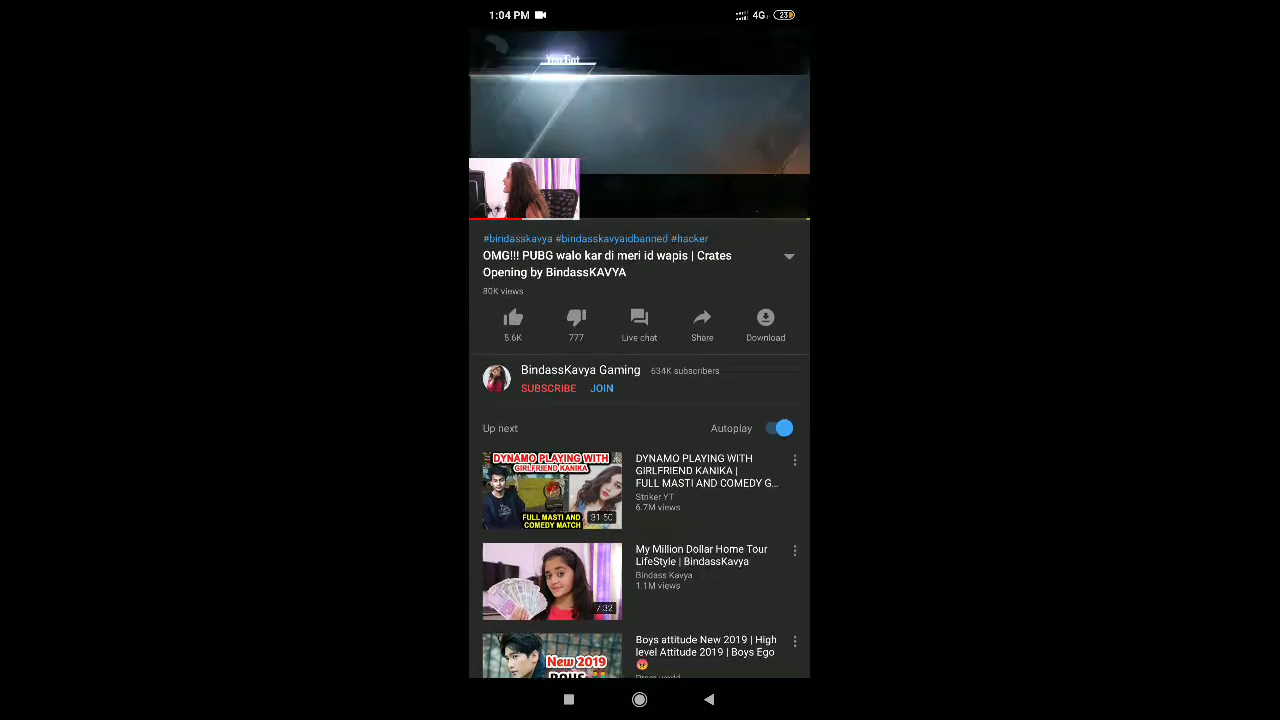 1:04 PM
4G
23
You Got
#bindasskavya #bindasskavyaidbanned #hacker
OMG!!! PUBG walo kar di meri id wapis | Crates
Opening by BindassKAVYA
80K views
5.6K
777
Live chat
Share
Download
BindassKavya Gaming 634K subscribers
SUBSCRIBE JOIN
Up next
Autoplay
DYNAMO PLAYING WITH
GIRLFRIEND KANIKA
FULL MASTI AND
COMEDY MATCH
31:50
DYNAMO PLAYING WITH
GIRLFRIEND KANIKA |
FULL MASTI AND COMEDY G...
Striker YT
6.7M views
7:32
My Million Dollar Home Tour
LifeStyle | BindassKavya
Bindass Kavya
1.1M views
New 2019
Boys attitude New 2019 | High
level Attitude 2019 | Boys Ego
😡